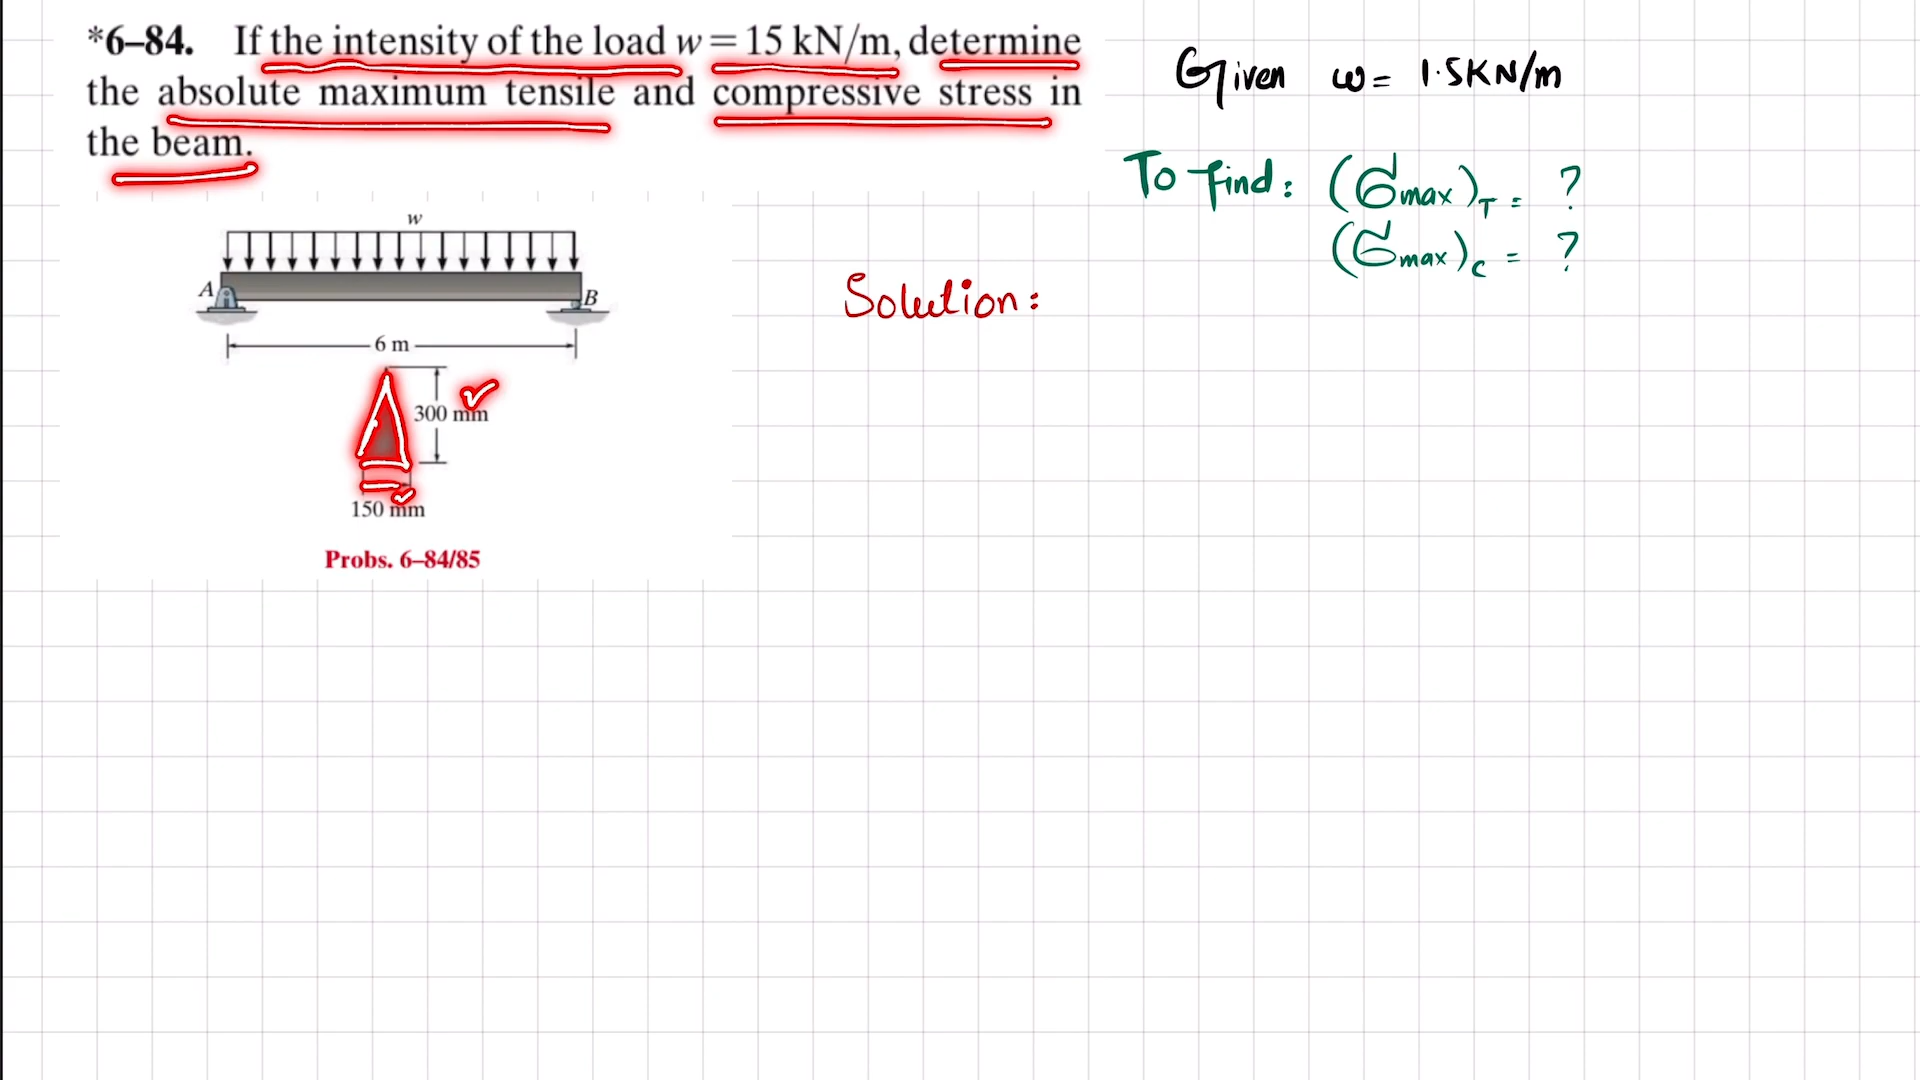 *6–84. If the intensity of the load w = 15 kN/m, determine
the absolute maximum tensile and compressive stress in
the beam.
w
A
B
6 m
300 mm
150 mm
Probs. 6–84/85
Given w = 1.5KN/m
To find: (σmax)T = ?
(σmax)c = ?
Solution: